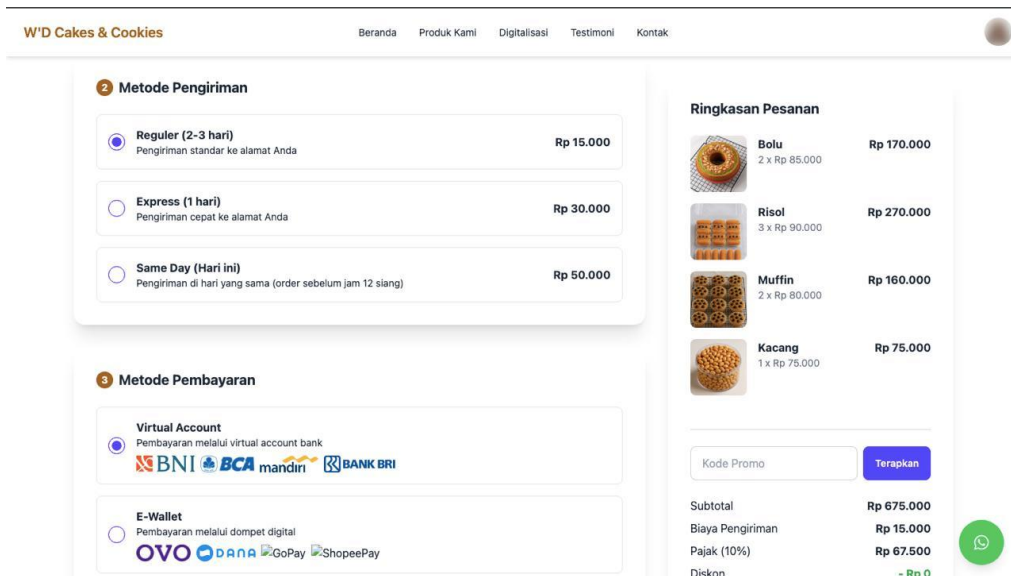 W'D Cakes & Cookies
Beranda Produk Kami Digitalisasi Testimoni Kontak
2 Metode Pengiriman
Reguler (2-3 hari)
Pengiriman standar ke alamat Anda
Rp 15.000
Express (1 hari)
Pengiriman cepat ke alamat Anda
Rp 30.000
Same Day (Hari ini)
Pengiriman di hari yang sama (order sebelum jam 12 siang)
Rp 50.000
3 Metode Pembayaran
Virtual Account
Pembayaran melalui virtual account bank
BNI BCA mandiri BANK BRI
E-Wallet
Pembayaran melalui dompet digital
OVO DANA GoPay ShopeePay
Ringkasan Pesanan
Bolu Rp 170.000
2 x Rp 85.000
Risol Rp 270.000
3 x Rp 90.000
Muffin Rp 160.000
2 x Rp 80.000
Kacang Rp 75.000
1 x Rp 75.000
Kode Promo Terapkan
Subtotal Rp 675.000
Biaya Pengiriman Rp 15.000
Pajak (10%) Rp 67.500
Diskon - Rp 0